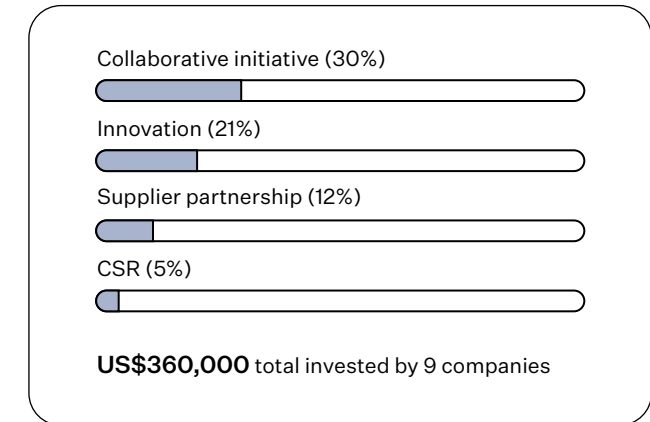 Collaborative initiative (30%)
Innovation (21%)
Supplier partnership (12%)
CSR (5%)
US$360,000 total invested by 9 companies